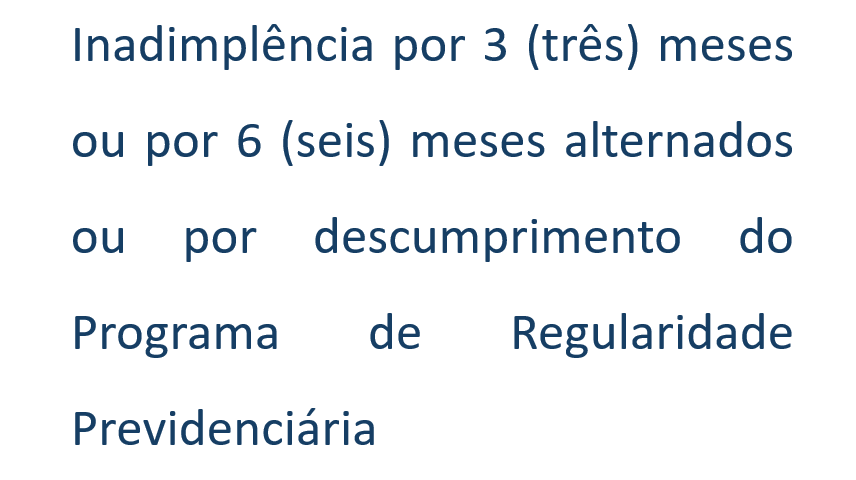 Inadimplência por 3 (três) meses
ou por 6 (seis) meses alternados
ou por descumprimento do
Programa de Regularidade
Previdenciária